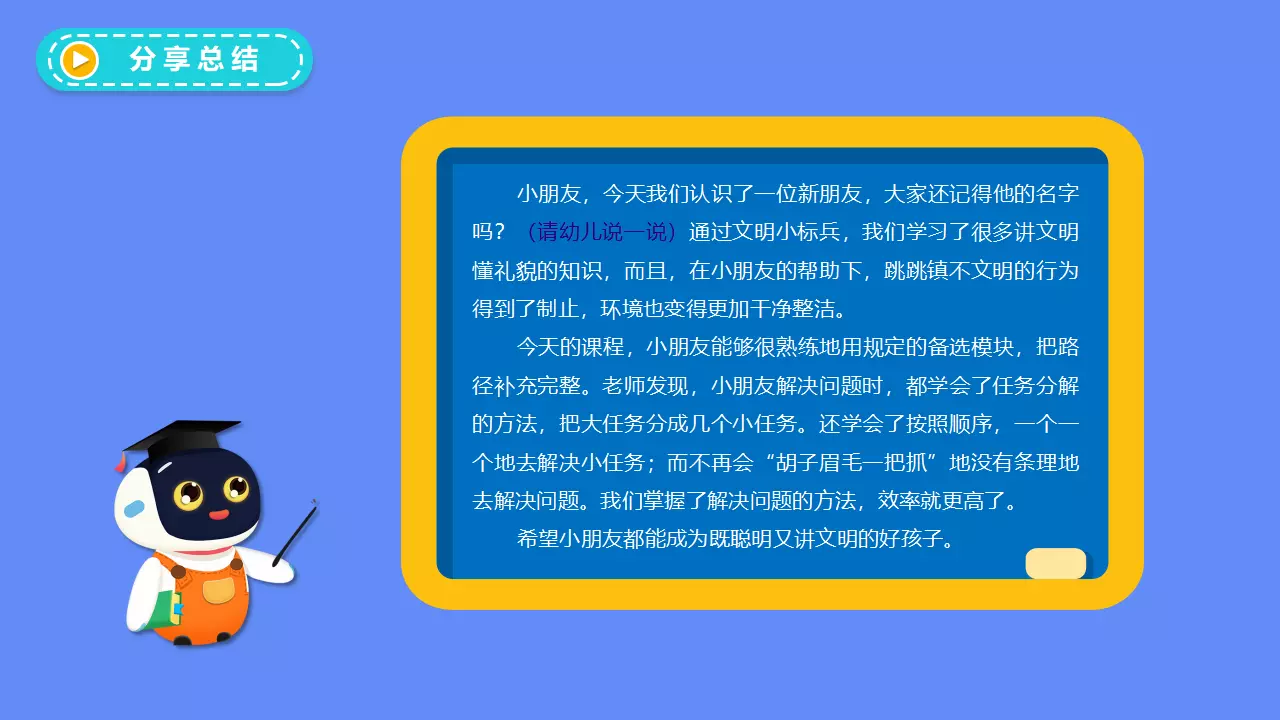 分享总结
小朋友，今天我们认识了一位新朋友，大家还记得他的名字
吗？（请幼儿说一说）通过文明小标兵，我们学习了很多讲文明
懂礼貌的知识，而且，在小朋友的帮助下，跳跳镇不文明的行为
得到了制止，环境也变得更加干净整洁。
今天的课程，小朋友能够很熟练地用规定的备选模块，把路
径补充完整。老师发现，小朋友解决问题时，都学会了任务分解
的方法，把大任务分成几个小任务。还学会了按照顺序，一个一
个地去解决小任务；而不再会“胡子眉毛一把抓”地没有条理地
去解决问题。我们掌握了解决问题的方法，效率就更高了。
希望小朋友都能成为既聪明又讲文明的好孩子。